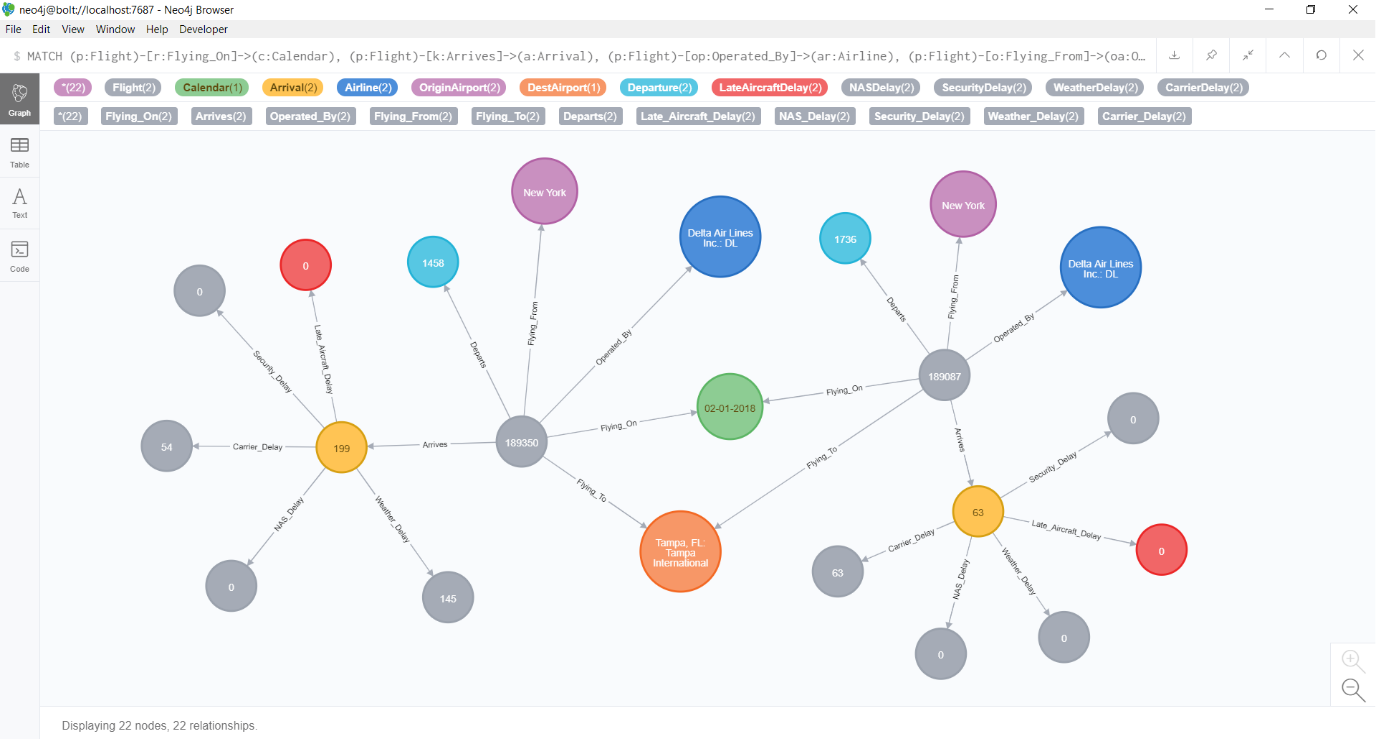 neo4j@bolt://localhost:7687 - Neo4j Browser
File Edit View Window Help Developer
$ MATCH (p:Flight)-[r:Flying_On]->(c:Calendar), (p:Flight)-[k:Arrives]->(a:Arrival), (p:Flight)-[op:Operated_By]->(ar:Airline), (p:Flight)-[o:Flying_From]->(oa:O…
*(22) Flight(2) Calendar(1) Arrival(2) Airline(2) OriginAirport(2) DestAirport(1) Departure(2) LateAircraftDelay(2) NASDelay(2) SecurityDelay(2) WeatherDelay(2) CarrierDelay(2)
*(22) Flying_On(2) Arrives(2) Operated_By(2) Flying_From(2) Flying_To(2) Departs(2) Late_Aircraft_Delay(2) NAS_Delay(2) Security_Delay(2) Weather_Delay(2) Carrier_Delay(2)
Graph
Table
Text
Code
New York
Delta Air Lines
Inc.: DL
1458
0
0
Flying_From
Departs
Operated_By
Late_Aircraft_Delay
Security_Delay
54
Carrier_Delay
199
Arrives
189350
Flying_On
02-01-2018
NAS_Delay
Weather_Delay
Flying_To
0
145
Tampa, FL:
Tampa
International
New York
1736
Delta Air Lines
Inc.: DL
Departs
Flying_From
Operated_By
189087
Flying_On
Flying_To
Arrives
0
Security_Delay
63
Late_Aircraft_Delay
0
Carrier_Delay
63
NAS_Delay
Weather_Delay
0
0
Displaying 22 nodes, 22 relationships.